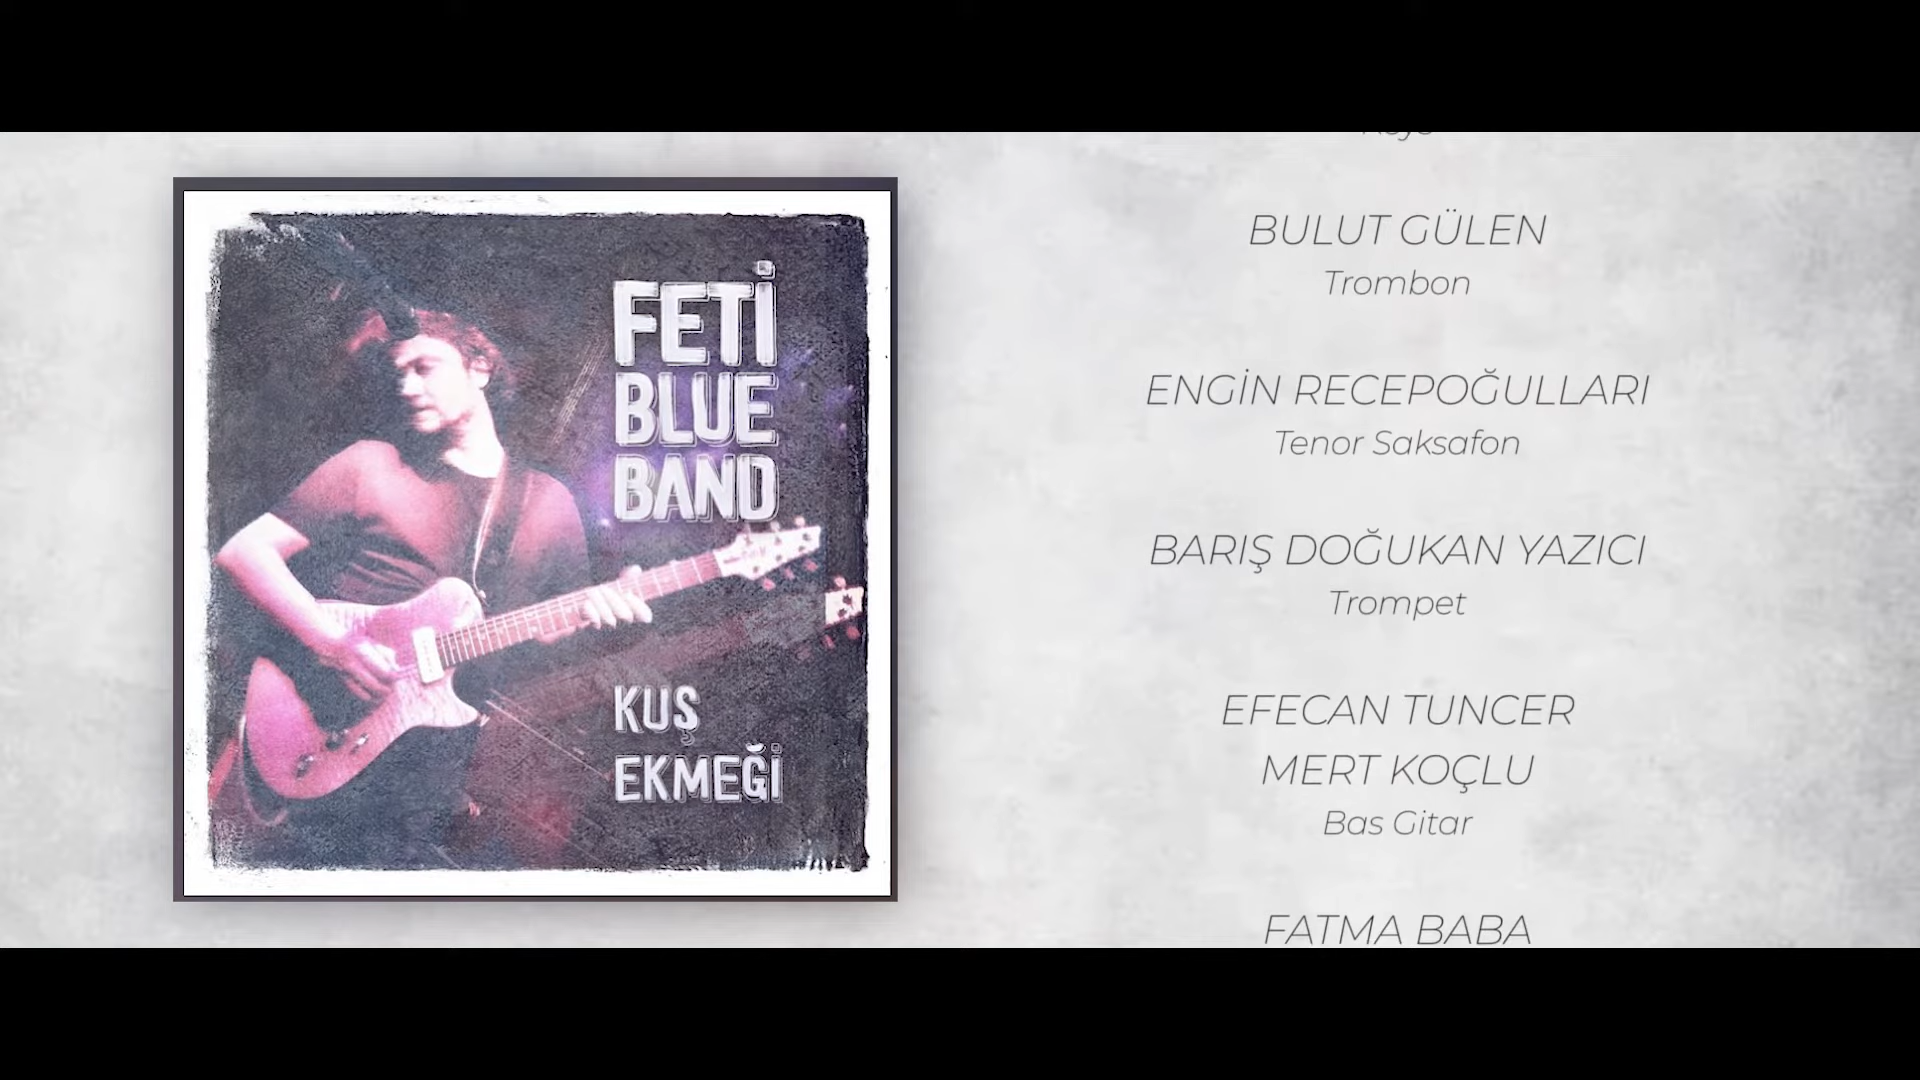 FETİ
BLUE
BAND
KUŞ
EKMEĞİ
BULUT GÜLEN
Trombon
ENGİN RECEPOĞULLARI
Tenor Saksafon
BARIŞ DOĞUKAN YAZICI
Trompet
EFECAN TUNCER
MERT KOÇLU
Bas Gitar
FATMA BABA